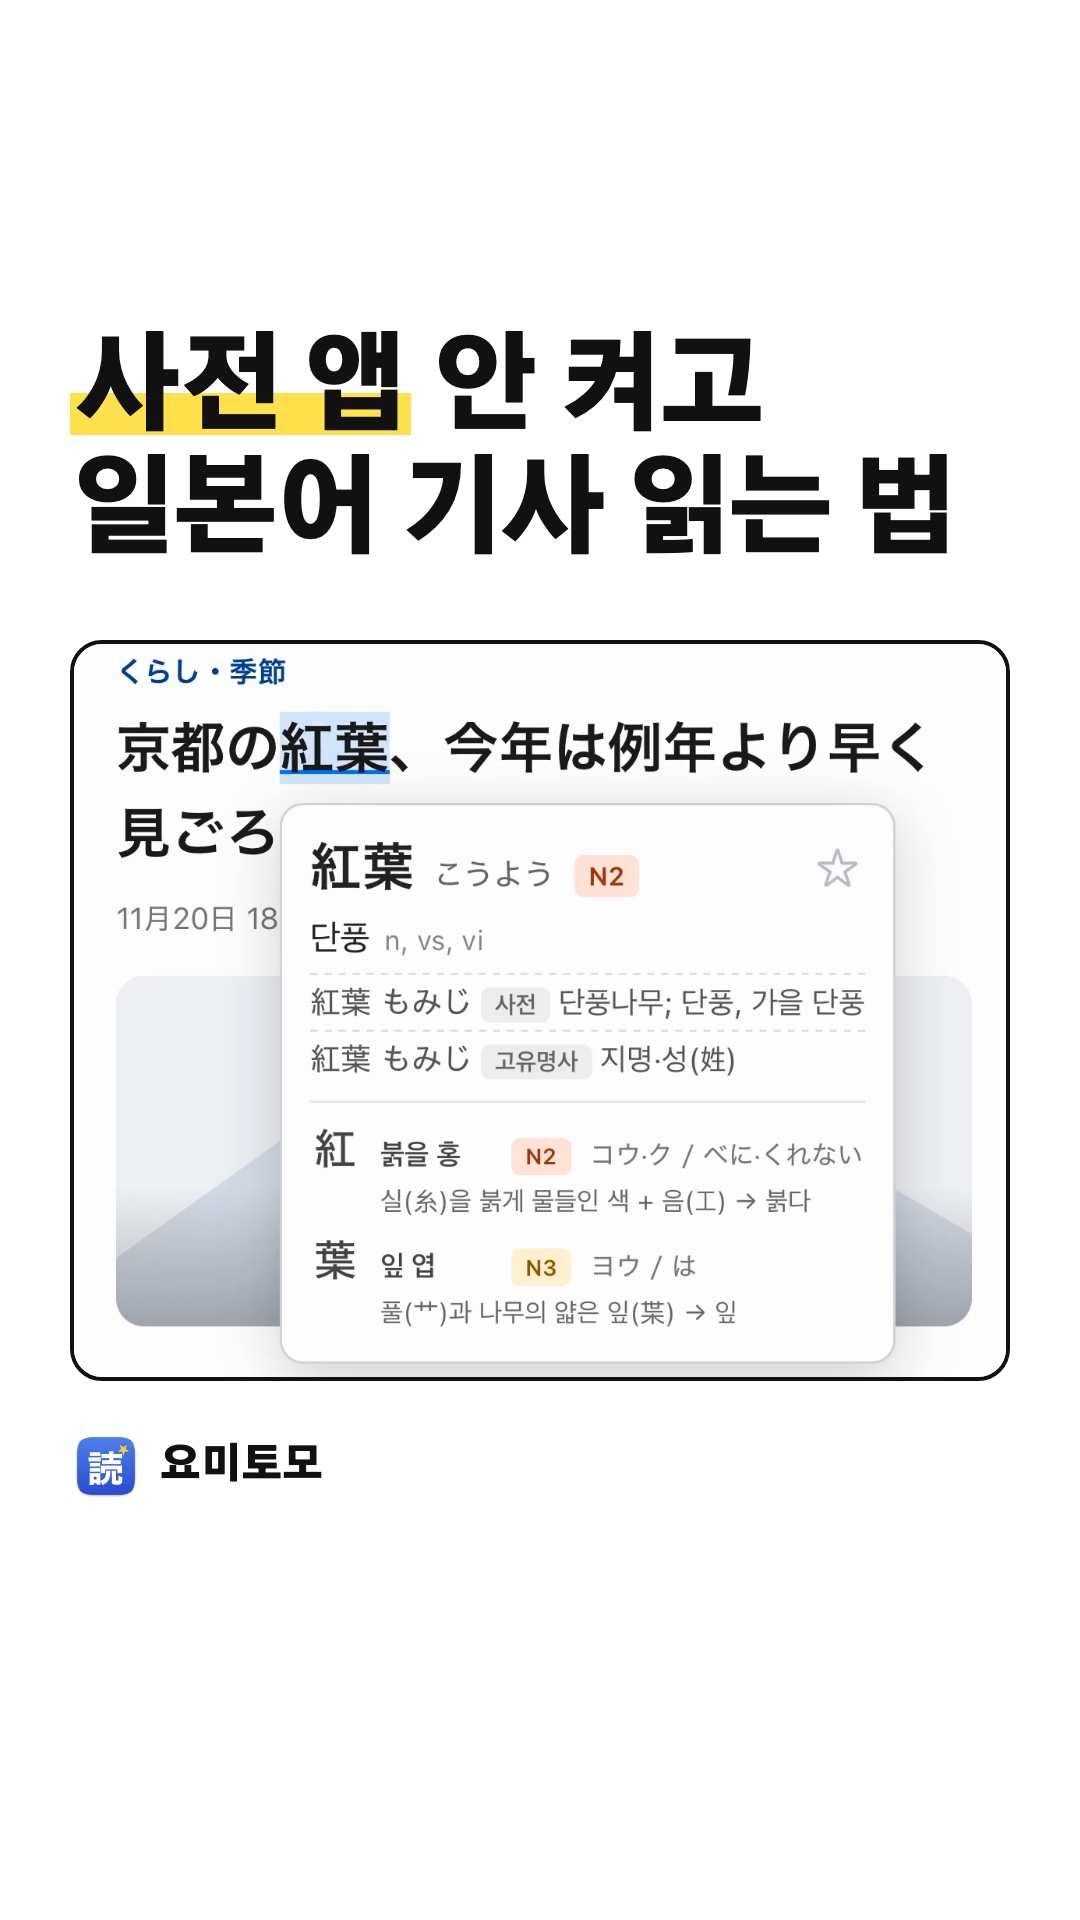 사전 앱 안 켜고
일본어 기사 읽는 법
くらし・季節
京都の紅葉、今年は例年より早く
見ごろ
11月20日 18
紅葉 こうよう N2
단풍 n, vs, vi
紅葉 もみじ 사전 단풍나무; 단풍, 가을 단풍
紅葉 もみじ 고유명사 지명·성(姓)
紅 붉을 홍 N2 コウ·ク / べに·くれない
실(糸)을 붉게 물들인 색 + 음(工) → 붉다
葉 잎 엽 N3 ヨウ / は
풀(艹)과 나무의 얇은 잎(枼) → 잎
読 요미토모